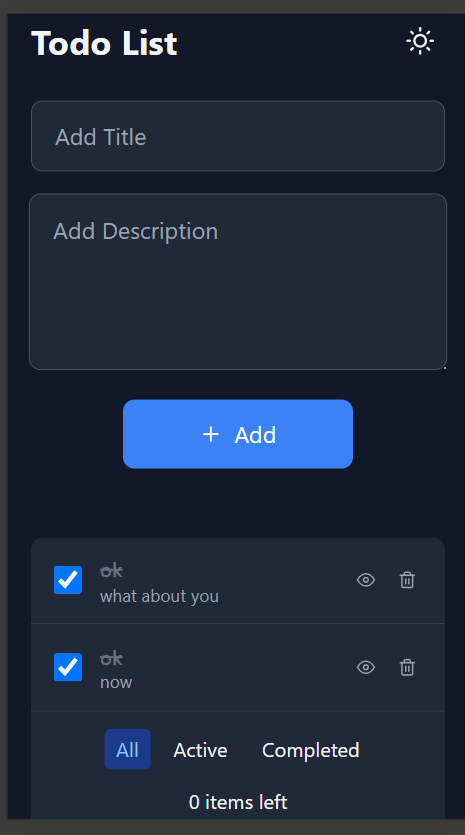 Todo List
Add Title
Add Description
+ Add
ok
what about you
ok
now
All Active Completed
0 items left